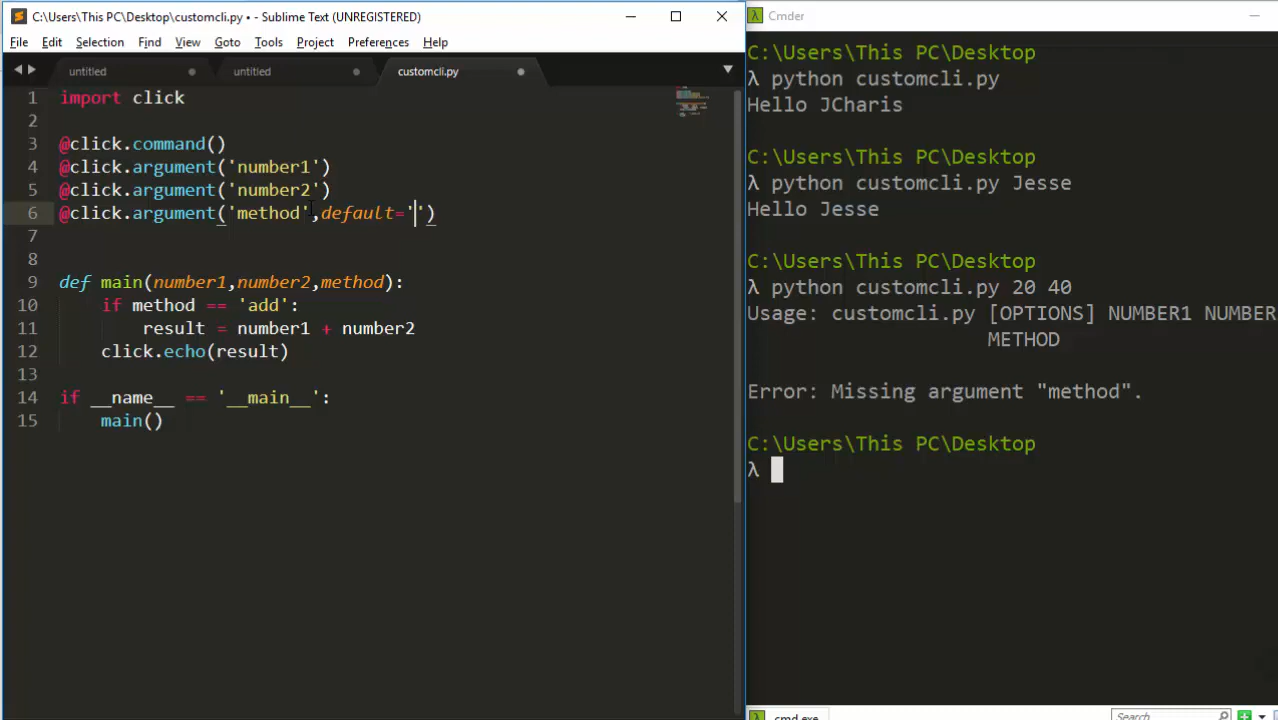 C:\Users\This PC\Desktop\customcli.py • - Sublime Text (UNREGISTERED)
File Edit Selection Find View Goto Tools Project Preferences Help
untitled untitled customcli.py
1 import click
2
3 @click.command()
4 @click.argument('number1')
5 @click.argument('number2')
6 @click.argument('method',default='')
7
8
9 def main(number1,number2,method):
10 if method == 'add':
11 result = number1 + number2
12 click.echo(result)
13
14 if __name__ == '__main__':
15 main()
Cmder
C:\Users\This PC\Desktop
λ python customcli.py
Hello JCharis
C:\Users\This PC\Desktop
λ python customcli.py Jesse
Hello Jesse
C:\Users\This PC\Desktop
λ python customcli.py 20 40
Usage: customcli.py [OPTIONS] NUMBER1 NUMBER
METHOD
Error: Missing argument "method".
C:\Users\This PC\Desktop
λ
cmd.exe Search